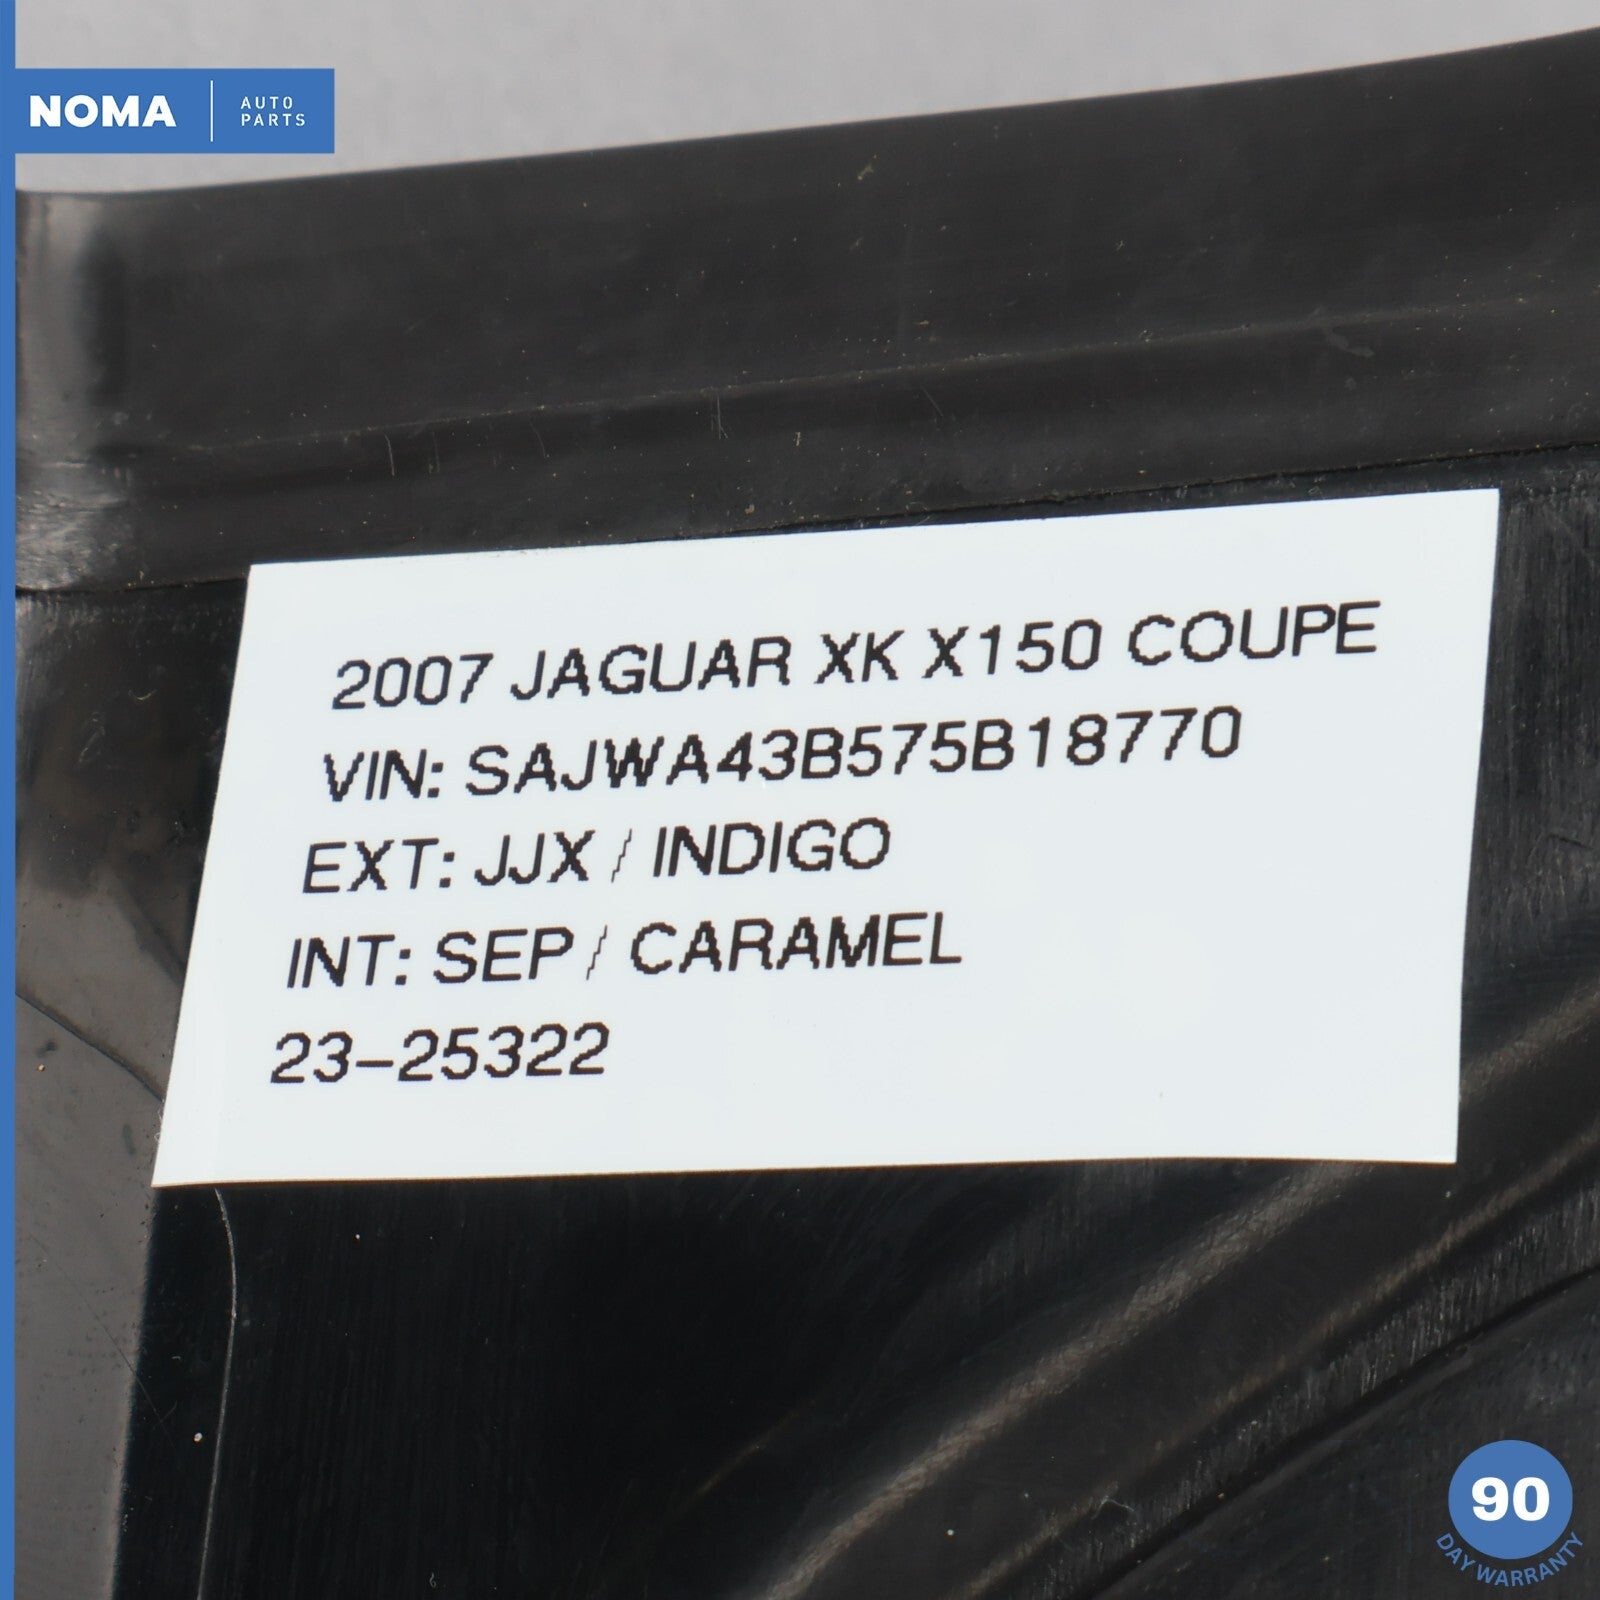 NOMA
AUTO
PARTS
2007 JAGUAR XK X150 COUPE
VIN: SAJWA43B575B18770
EXT: JJX / INDIGO
INT: SEP / CARAMEL
23-25322
90
DAY WARRANTY